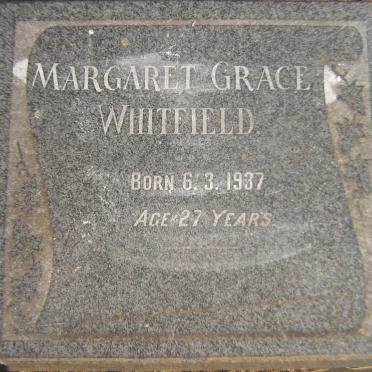 MARGARET GRACE
WHITFIELD.
BORN 6.3.1937
AGE 27 YEARS.